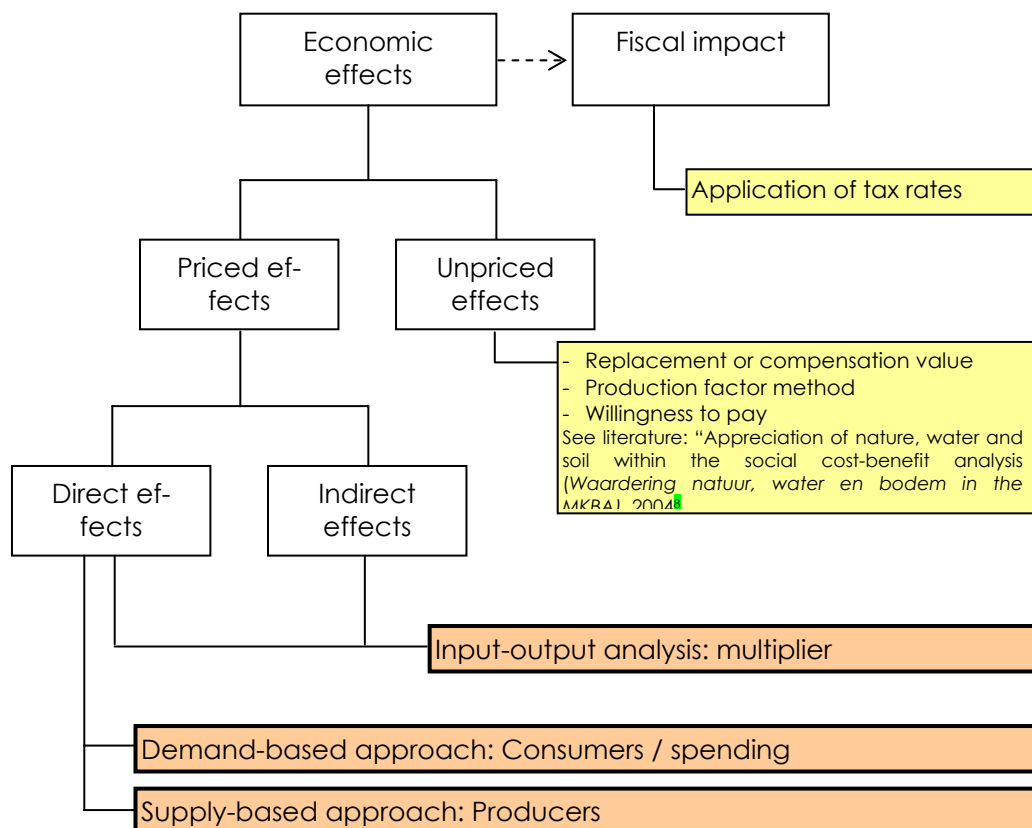 Economic
effects
Fiscal impact
Application of tax rates
Priced ef-
fects
Unpriced
effects
- Replacement or compensation value
- Production factor method
- Willingness to pay
See literature: “Appreciation of nature, water and
soil within the social cost-benefit analysis
(Waardering natuur, water en bodem in the
MKBA), 2004⁸
Direct ef-
fects
Indirect
effects
Input-output analysis: multiplier
Demand-based approach: Consumers / spending
Supply-based approach: Producers